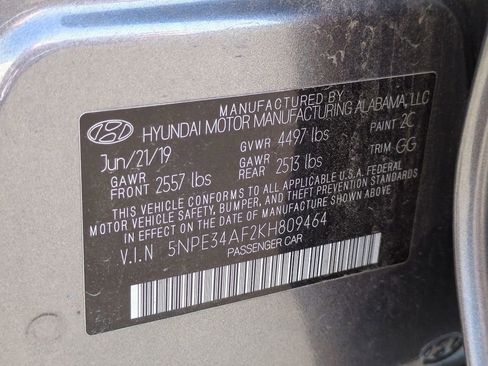 MANUFACTURED BY
HYUNDAI MOTOR MANUFACTURING ALABAMA, LLC
Jun/21/19 GVWR 4497 lbs PAINT 2C
GAWR FRONT 2557 lbs GAWR REAR 2513 lbs TRIM GG
THIS VEHICLE CONFORMS TO ALL APPLICABLE U.S.A. FEDERAL
MOTOR VEHICLE SAFETY, BUMPER, AND THEFT PREVENTION STANDARDS
IN EFFECT ON THE DATE OF MANUFACTURE SHOWN ABOVE
V.I.N 5NPE34AF2KH809464
PASSENGER CAR